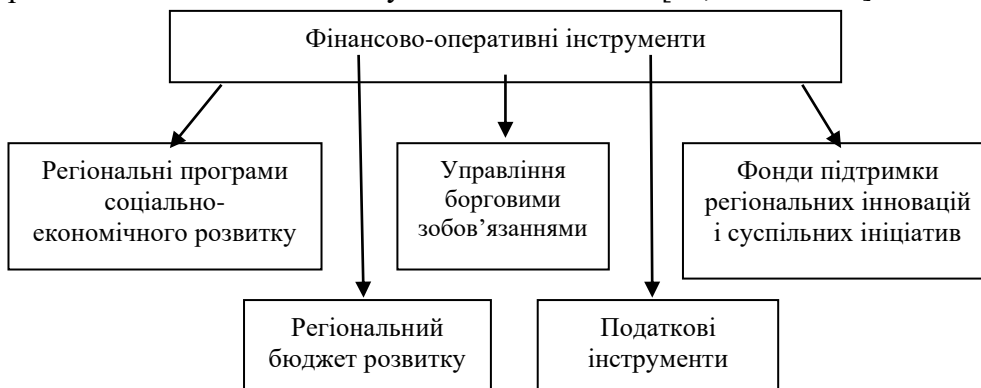 Фінансово-оперативні інструменти
Регіональні програми
соціально-
економічного розвитку
Управління
борговими
зобов’язаннями
Фонди підтримки
регіональних інновацій
і суспільних ініціатив
Регіональний
бюджет розвитку
Податкові
інструменти